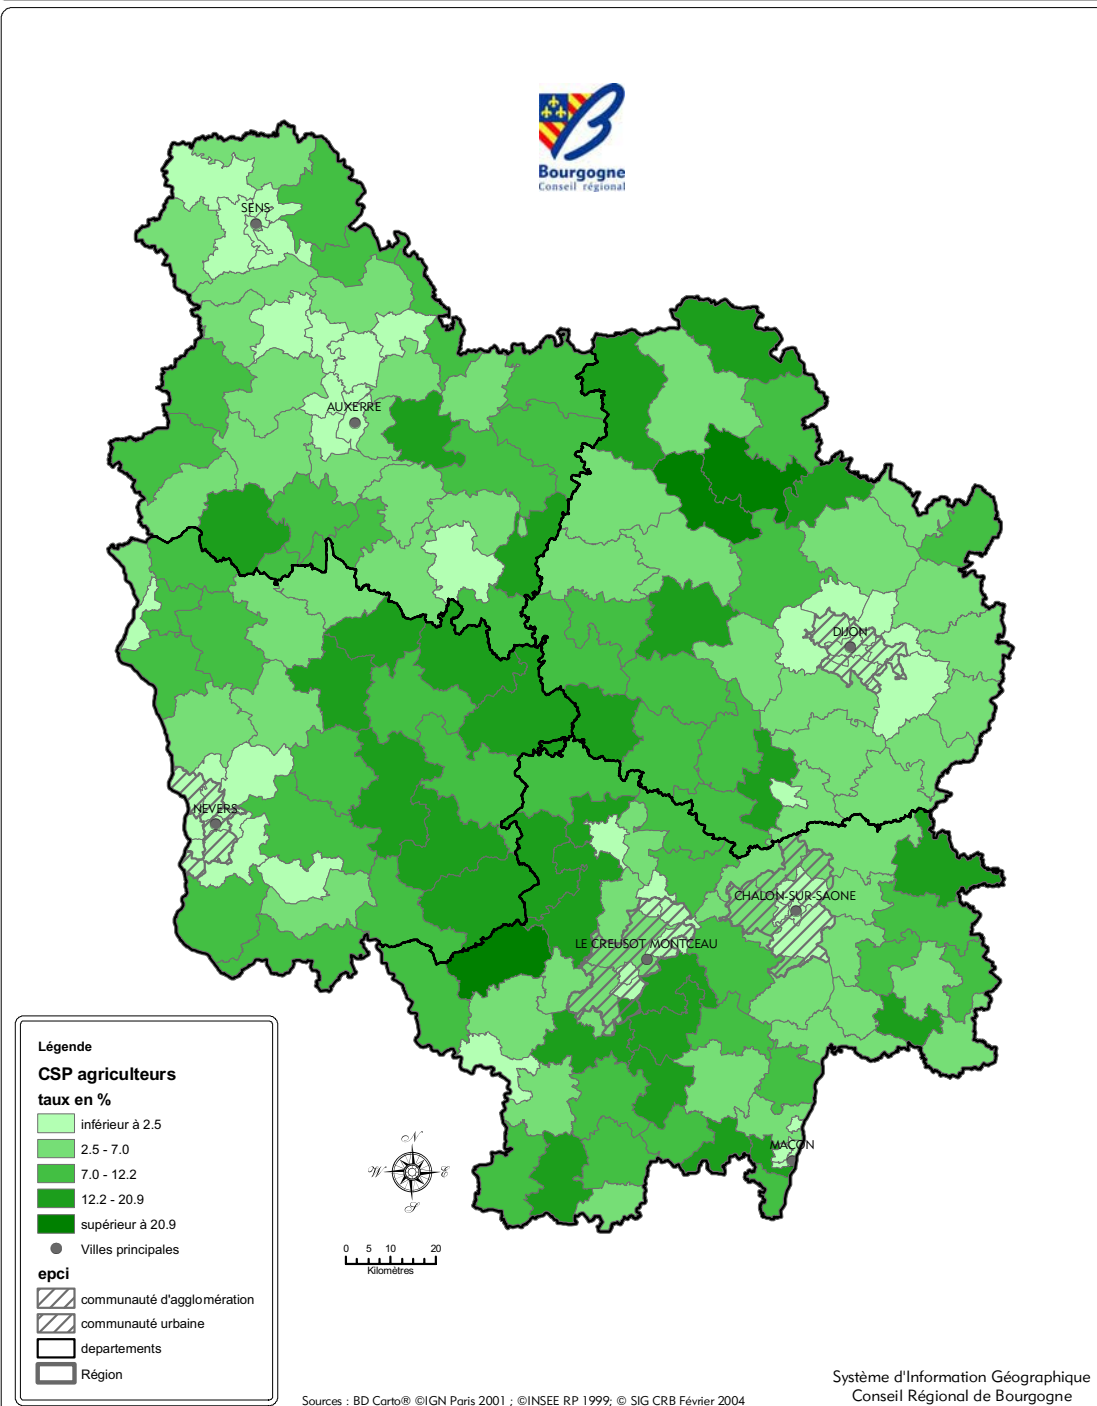 Bourgogne
Conseil régional
SENS
AUXERRE
DIJON
NEVERS
CHALON-SUR-SAONE
LE CREUSOT MONTCEAU
MACON
Légende
CSP agriculteurs
taux en %
inférieur à 2.5
2.5 - 7.0
7.0 - 12.2
12.2 - 20.9
supérieur à 20.9
Villes principales
epci
communauté d'agglomération
communauté urbaine
departements
Région
N
W E
S
0 5 10 20
Kilomètres
Système d'Information Géographique
Conseil Régional de Bourgogne
Sources : BD Carto® ©IGN Paris 2001 ; ©INSEE RP 1999; © SIG CRB Février 2004